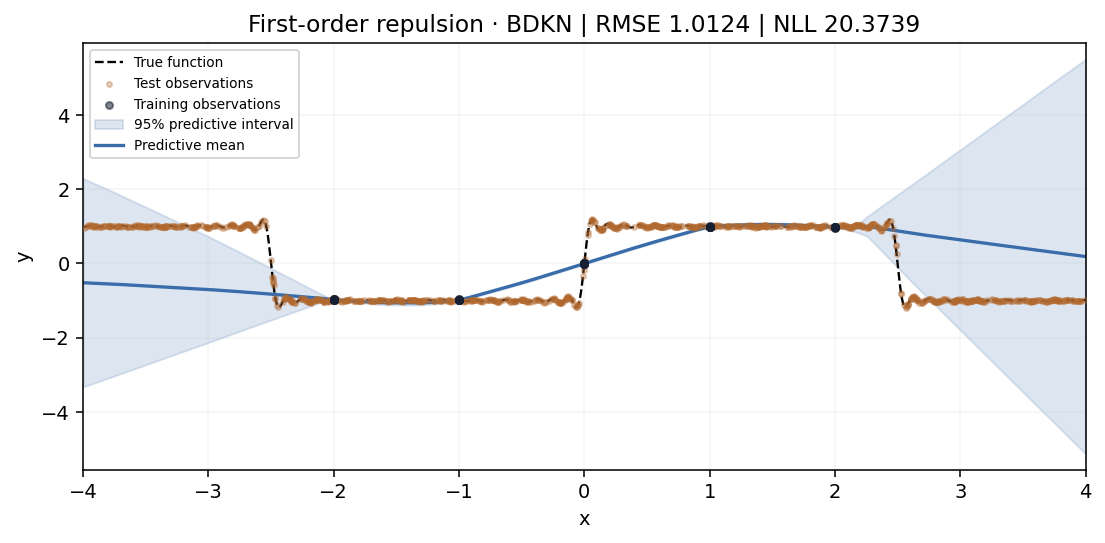 First-order repulsion · BDKN | RMSE 1.0124 | NLL 20.3739
True function
Test observations
Training observations
95% predictive interval
Predictive mean
y
4
2
0
−2
−4
−4 −3 −2 −1 0 1 2 3 4
x